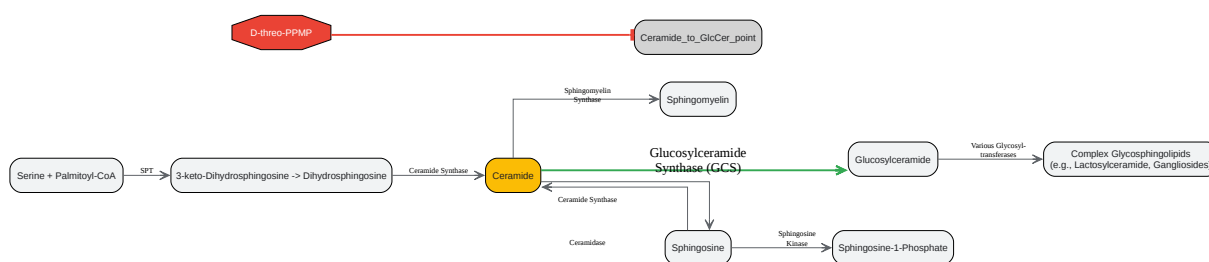 D-threo-PPMP
Ceramide_to_GlcCer_point
Sphingomyelin
Synthase
Sphingomyelin
Serine + Palmitoyl-CoA
SPT
3-keto-Dihydrosphingosine -> Dihydrosphingosine
Ceramide Synthase
Ceramide
Glucosylceramide
Synthase (GCS)
Glucosylceramide
Various Glycosyl-
transferases
Complex Glycosphingolipids
(e.g., Lactosylceramide, Gangliosides)
Ceramide Synthase
Ceramidase
Sphingosine
Sphingosine
Kinase
Sphingosine-1-Phosphate